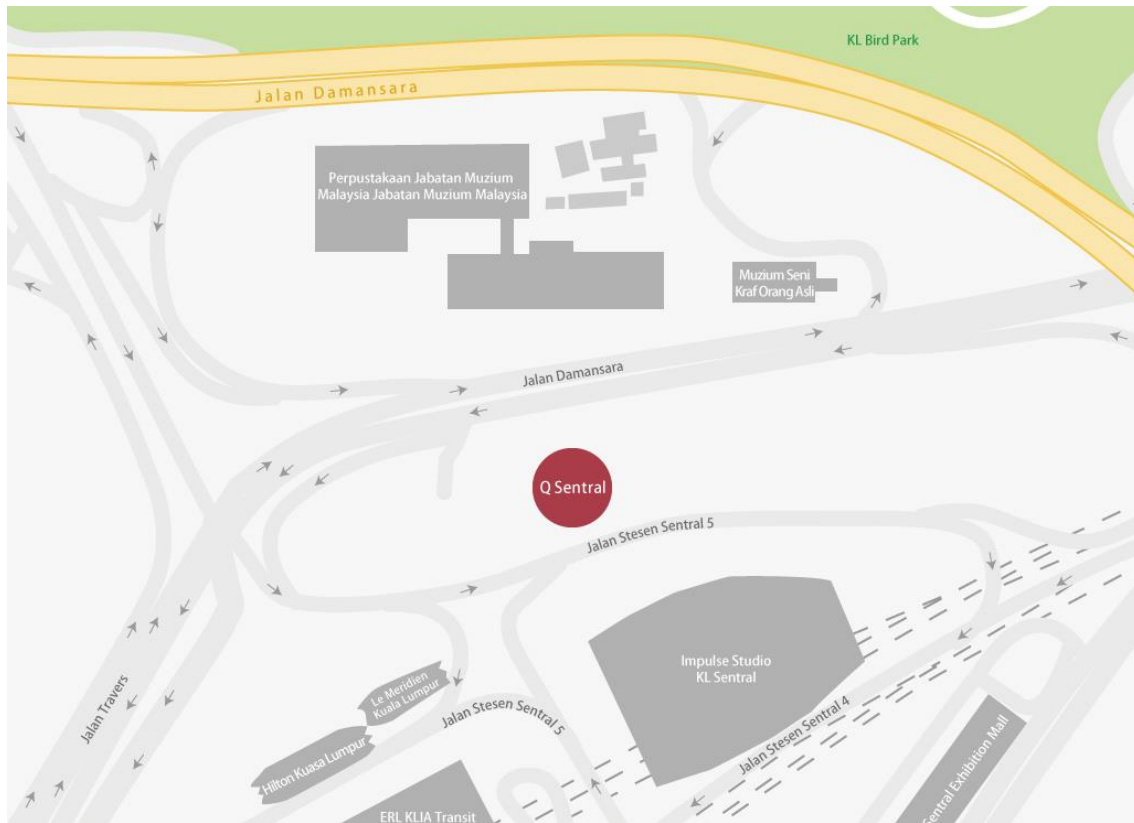 KL Bird Park
Jalan Damansara
Perpustakaan Jabatan Muzium
Malaysia Jabatan Muzium Malaysia
Muzium Seni
Kraf Orang Asli
Jalan Damansara
Q Sentral
Jalan Stesen Sentral 5
Impulse Studio
KL Sentral
Le Meridien
Kuala Lumpur
Jalan Travers
Jalan Stesen Sentral 5
Jalan Stesen Sentral 4
Hilton Kuasa Lumpur
Sentral Exhibition Mall
ERL KLIA Transit